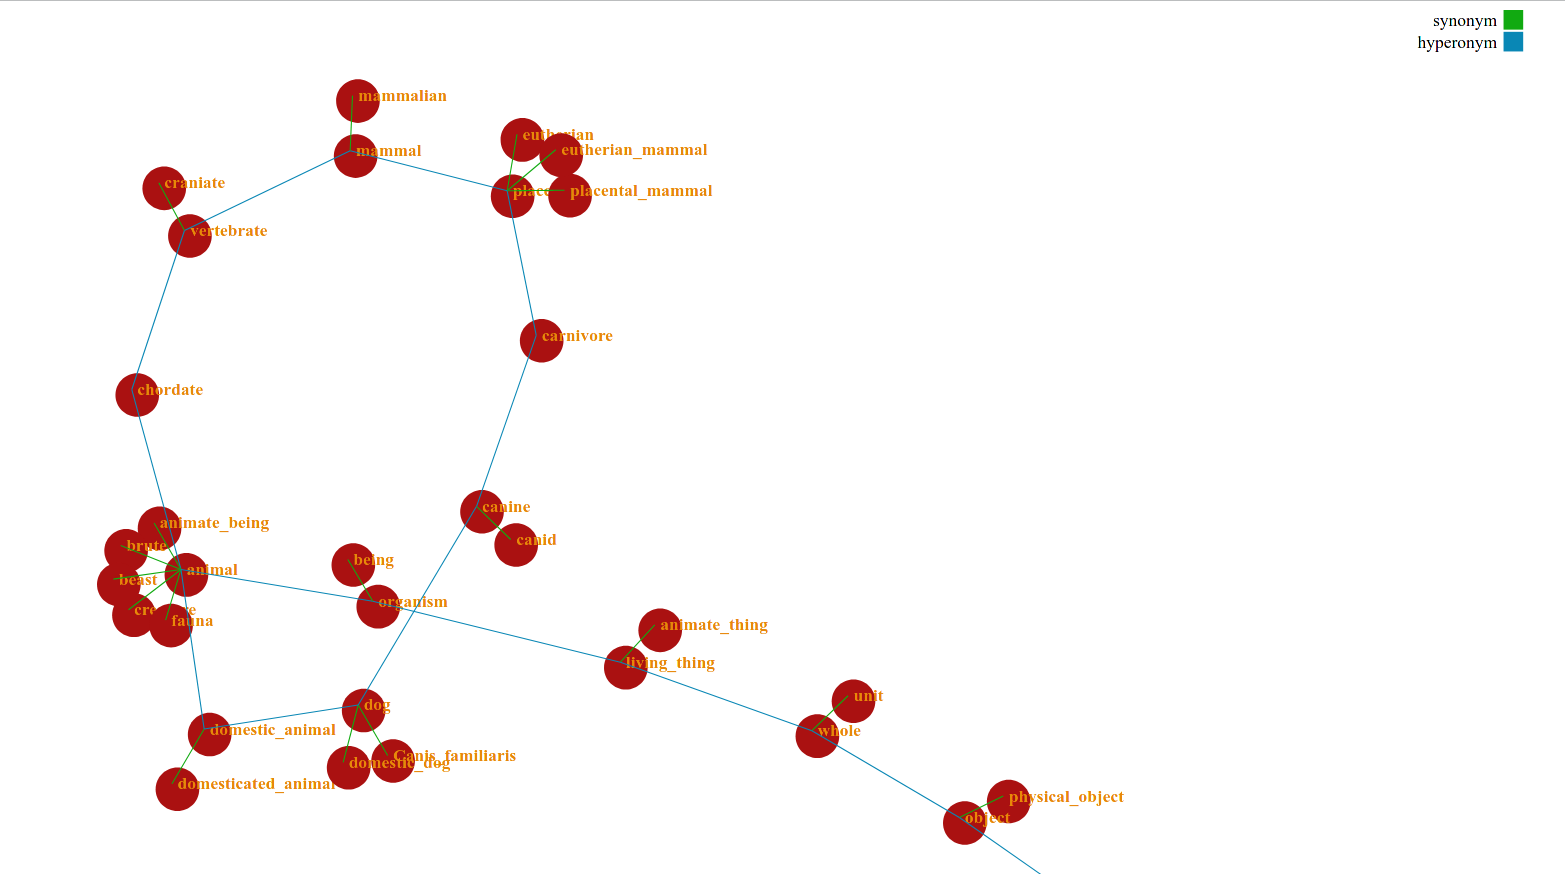 synonym
hyperonym
mammalian
eutherian
mammal
eutherian_mammal
craniate
placental_mammal
vertebrate
carnivore
chordate
canine
animate_being
canid
brute
being
animal
beast
organism
fauna
animate_thing
living_thing
unit
dog
domestic_animal
whole
Canis_familiaris
domestic_dog
domesticated_animal
physical_object
object